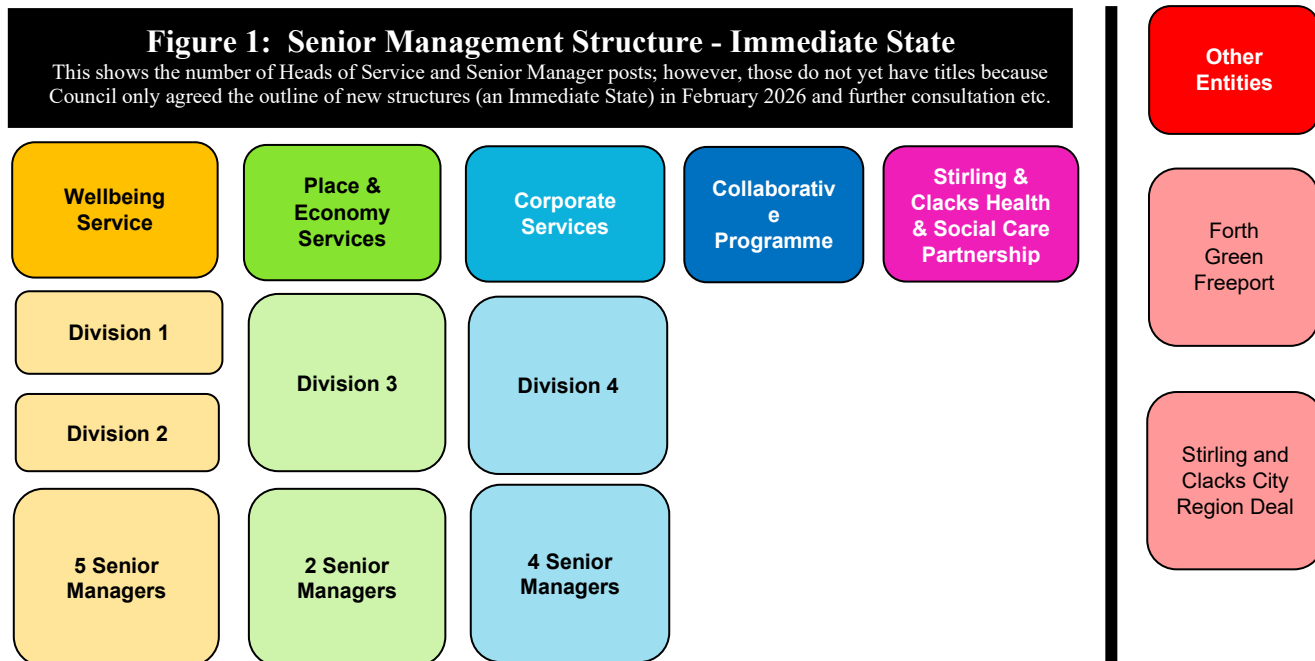 Figure 1: Senior Management Structure - Immediate State
This shows the number of Heads of Service and Senior Manager posts; however, those do not yet have titles because
Council only agreed the outline of new structures (an Immediate State) in February 2026 and further consultation etc.
Other
Entities
Wellbeing
Service
Place &
Economy
Services
Corporate
Services
Collaborativ
e
Programme
Stirling &
Clacks Health
& Social Care
Partnership
Forth
Green
Freeport
Division 1
Division 2
Division 3
Division 4
Stirling and
Clacks City
Region Deal
5 Senior
Managers
2 Senior
Managers
4 Senior
Managers